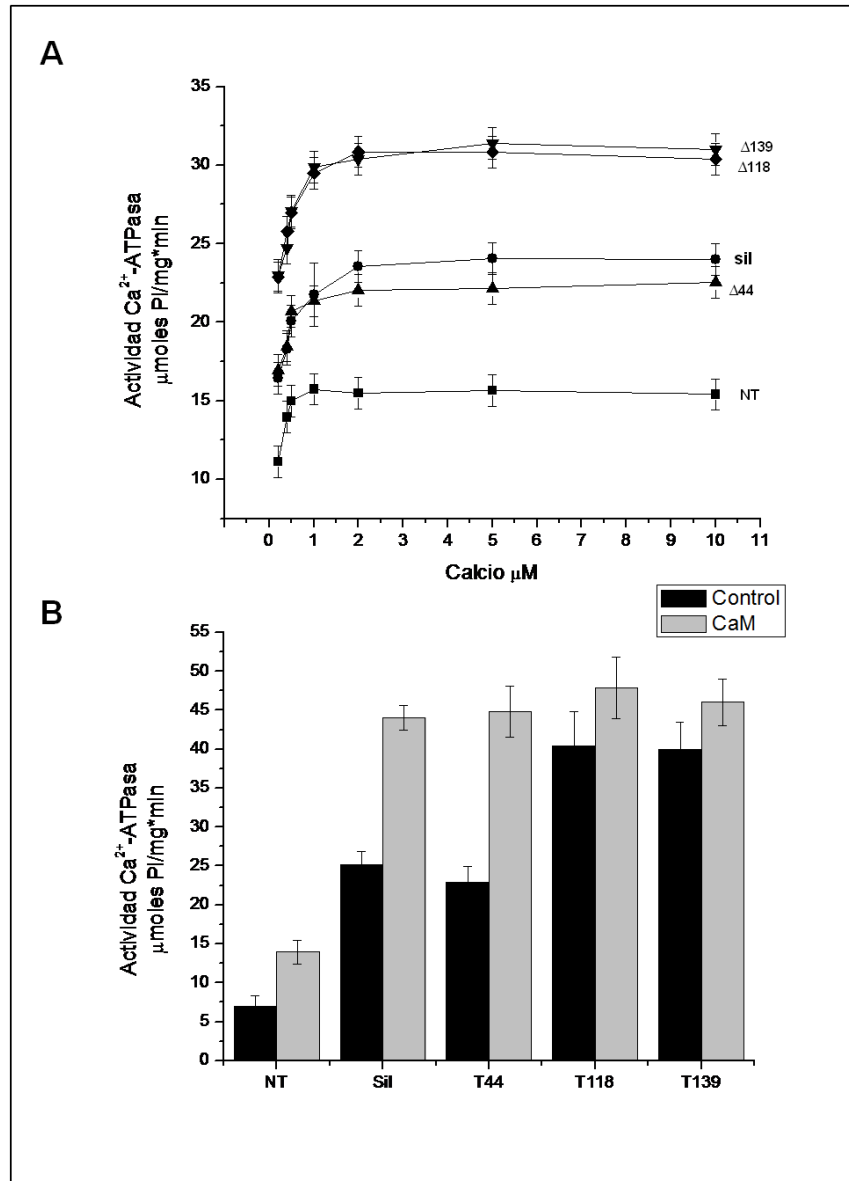 A
Actividad Ca²⁺-ATPasa
µmoles PI/mg*mIn
35
30
25
20
15
10
Δ139
Δ118
sil
Δ44
NT
0 1 2 3 4 5 6 7 8 9 10 11
Calcio µM
B
Control
CaM
Actividad Ca²⁺-ATPasa
µmoles PI/mg*mIn
55
50
45
40
35
30
25
20
15
10
5
0
NT Sil T44 T118 T139